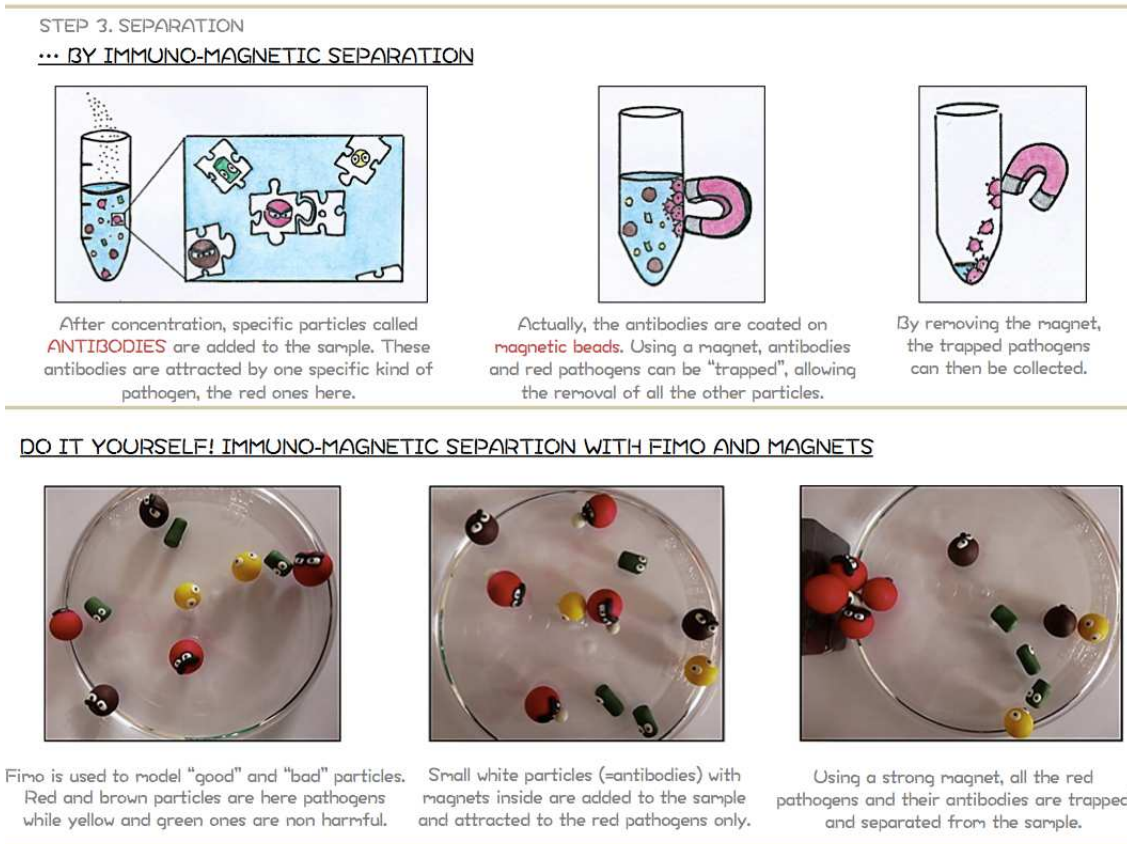 STEP 3. SEPARATION
... BY IMMUNO-MAGNETIC SEPARATION
After concentration, specific particles called
ANTIBODIES are added to the sample. These
antibodies are attracted by one specific kind of
pathogen, the red ones here.
Actually, the antibodies are coated on
magnetic beads. Using a magnet, antibodies
and red pathogens can be "trapped", allowing
the removal of all the other particles.
By removing the magnet,
the trapped pathogens
can then be collected.
DO IT YOURSELF! IMMUNO-MAGNETIC SEPARTION WITH FIMO AND MAGNETS
Fimo is used to model "good" and "bad" particles.
Red and brown particles are here pathogens
while yellow and green ones are non harmful.
Small white particles (=antibodies) with
magnets inside are added to the sample
and attracted to the red pathogens only.
Using a strong magnet, all the red
pathogens and their antibodies are trapped
and separated from the sample.